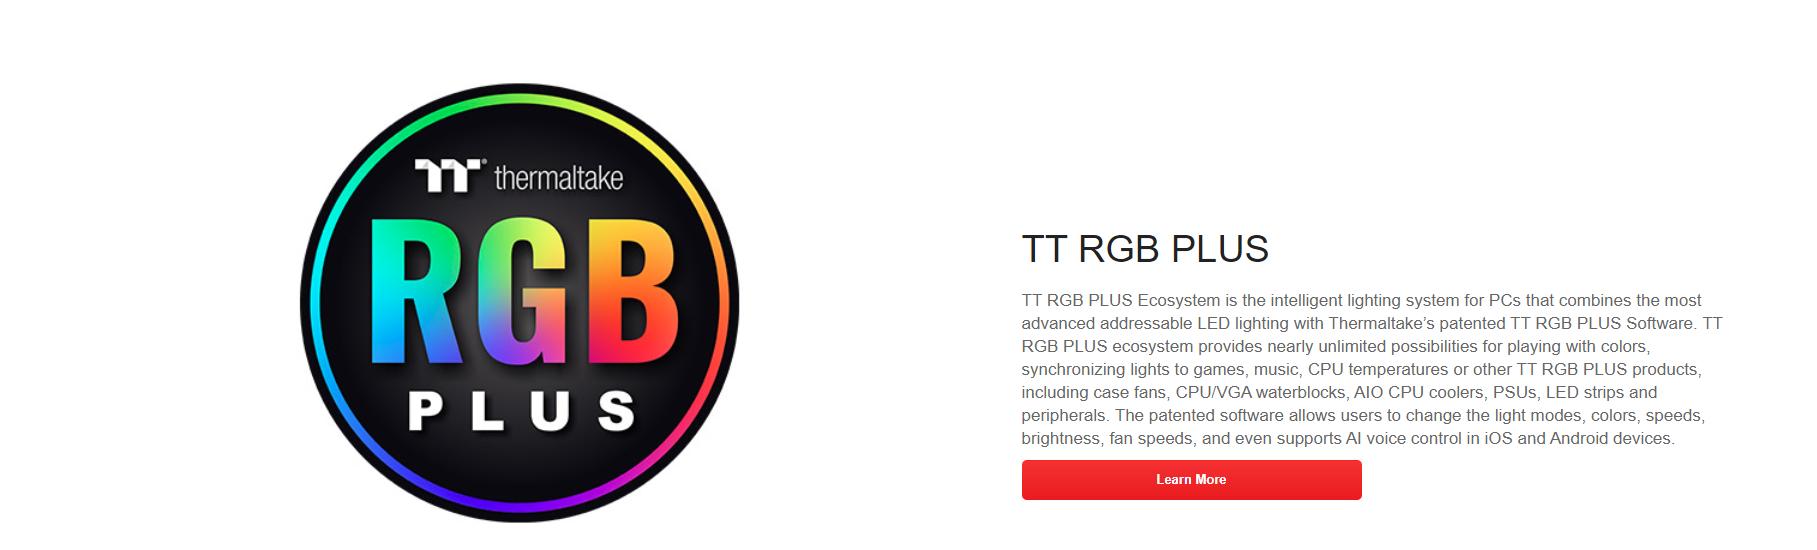 TT® thermaltake
RGB
PLUS
TT RGB PLUS
TT RGB PLUS Ecosystem is the intelligent lighting system for PCs that combines the most
advanced addressable LED lighting with Thermaltake’s patented TT RGB PLUS Software. TT
RGB PLUS ecosystem provides nearly unlimited possibilities for playing with colors,
synchronizing lights to games, music, CPU temperatures or other TT RGB PLUS products,
including case fans, CPU/VGA waterblocks, AIO CPU coolers, PSUs, LED strips and
peripherals. The patented software allows users to change the light modes, colors, speeds,
brightness, fan speeds, and even supports AI voice control in iOS and Android devices.
Learn More